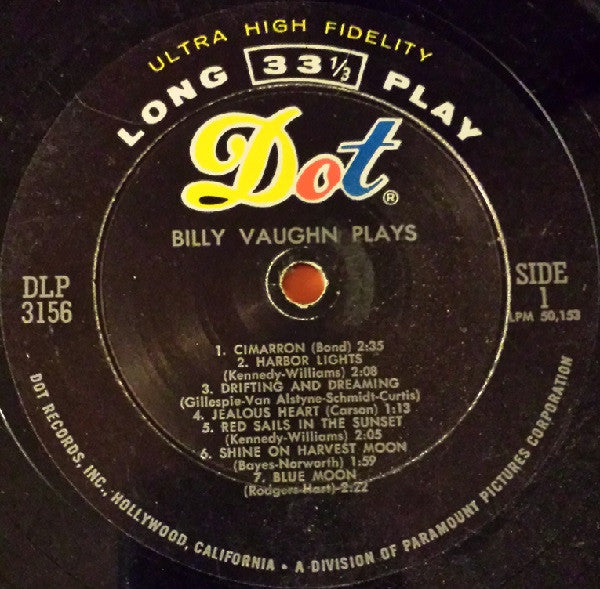 ULTRA HIGH FIDELITY
LONG 33 1/3 PLAY
Dot®
BILLY VAUGHN PLAYS
DLP
3156
SIDE
1
LPM 50,153
1. CIMARRON (Bond) 2:35
2. HARBOR LIGHTS
(Kennedy-Williams) 2:08
3. DRIFTING AND DREAMING
(Gillespie-Van Alstyne-Schmidt-Curtis)
4. JEALOUS HEART (Carson) 1:13
5. RED SAILS IN THE SUNSET
(Kennedy-Williams) 2:05
6. SHINE ON HARVEST MOON
(Bayes-Norworth) 1:59
7. BLUE MOON
(Rodgers-Hart) 2:22
DOT RECORDS, INC., HOLLYWOOD, CALIFORNIA • A DIVISION OF PARAMOUNT PICTURES CORPORATION